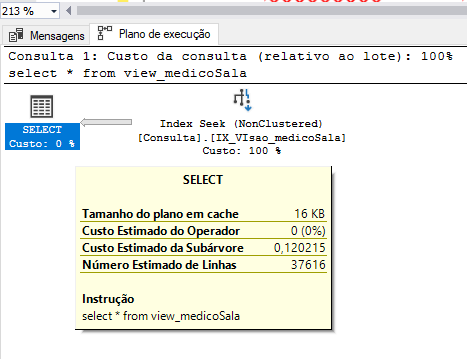 213 %
Mensagens
Plano de execução
Consulta 1: Custo da consulta (relativo ao lote): 100%
select * from view_medicoSala
SELECT
Custo: 0 %
Index Seek (NonClustered)
[Consulta].[IX_VIsao_medicoSala]
Custo: 100 %
SELECT
Tamanho do plano em cache 16 KB
Custo Estimado do Operador 0 (0%)
Custo Estimado da Subárvore 0,120215
Número Estimado de Linhas 37616
Instrução
select * from view_medicoSala